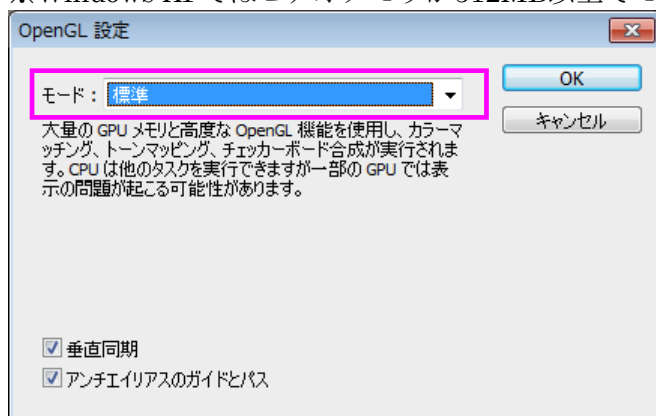 OpenGL 設定
モード： 標準
OK
キャンセル
大量の GPU メモリと高度な OpenGL 機能を使用し、カラーマ
ッチング、トーンマッピング、チェッカーボード合成が実行されま
す。CPU は他のタスクを実行できますが一部の GPU では表
示の問題が起こる可能性があります。
垂直同期
アンチエイリアスのガイドとパス